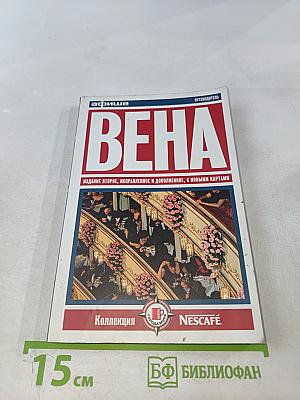 афиша ПУТЕВОДИТЕЛЬ
ВЕНА
ИЗДАНИЕ ВТОРОЕ, ИСПРАВЛЕННОЕ И ДОПОЛНЕННОЕ, С НОВЫМИ КАРТАМИ
Коллекция NESCAFÉ
15 см
БФ БИБЛИОФАН